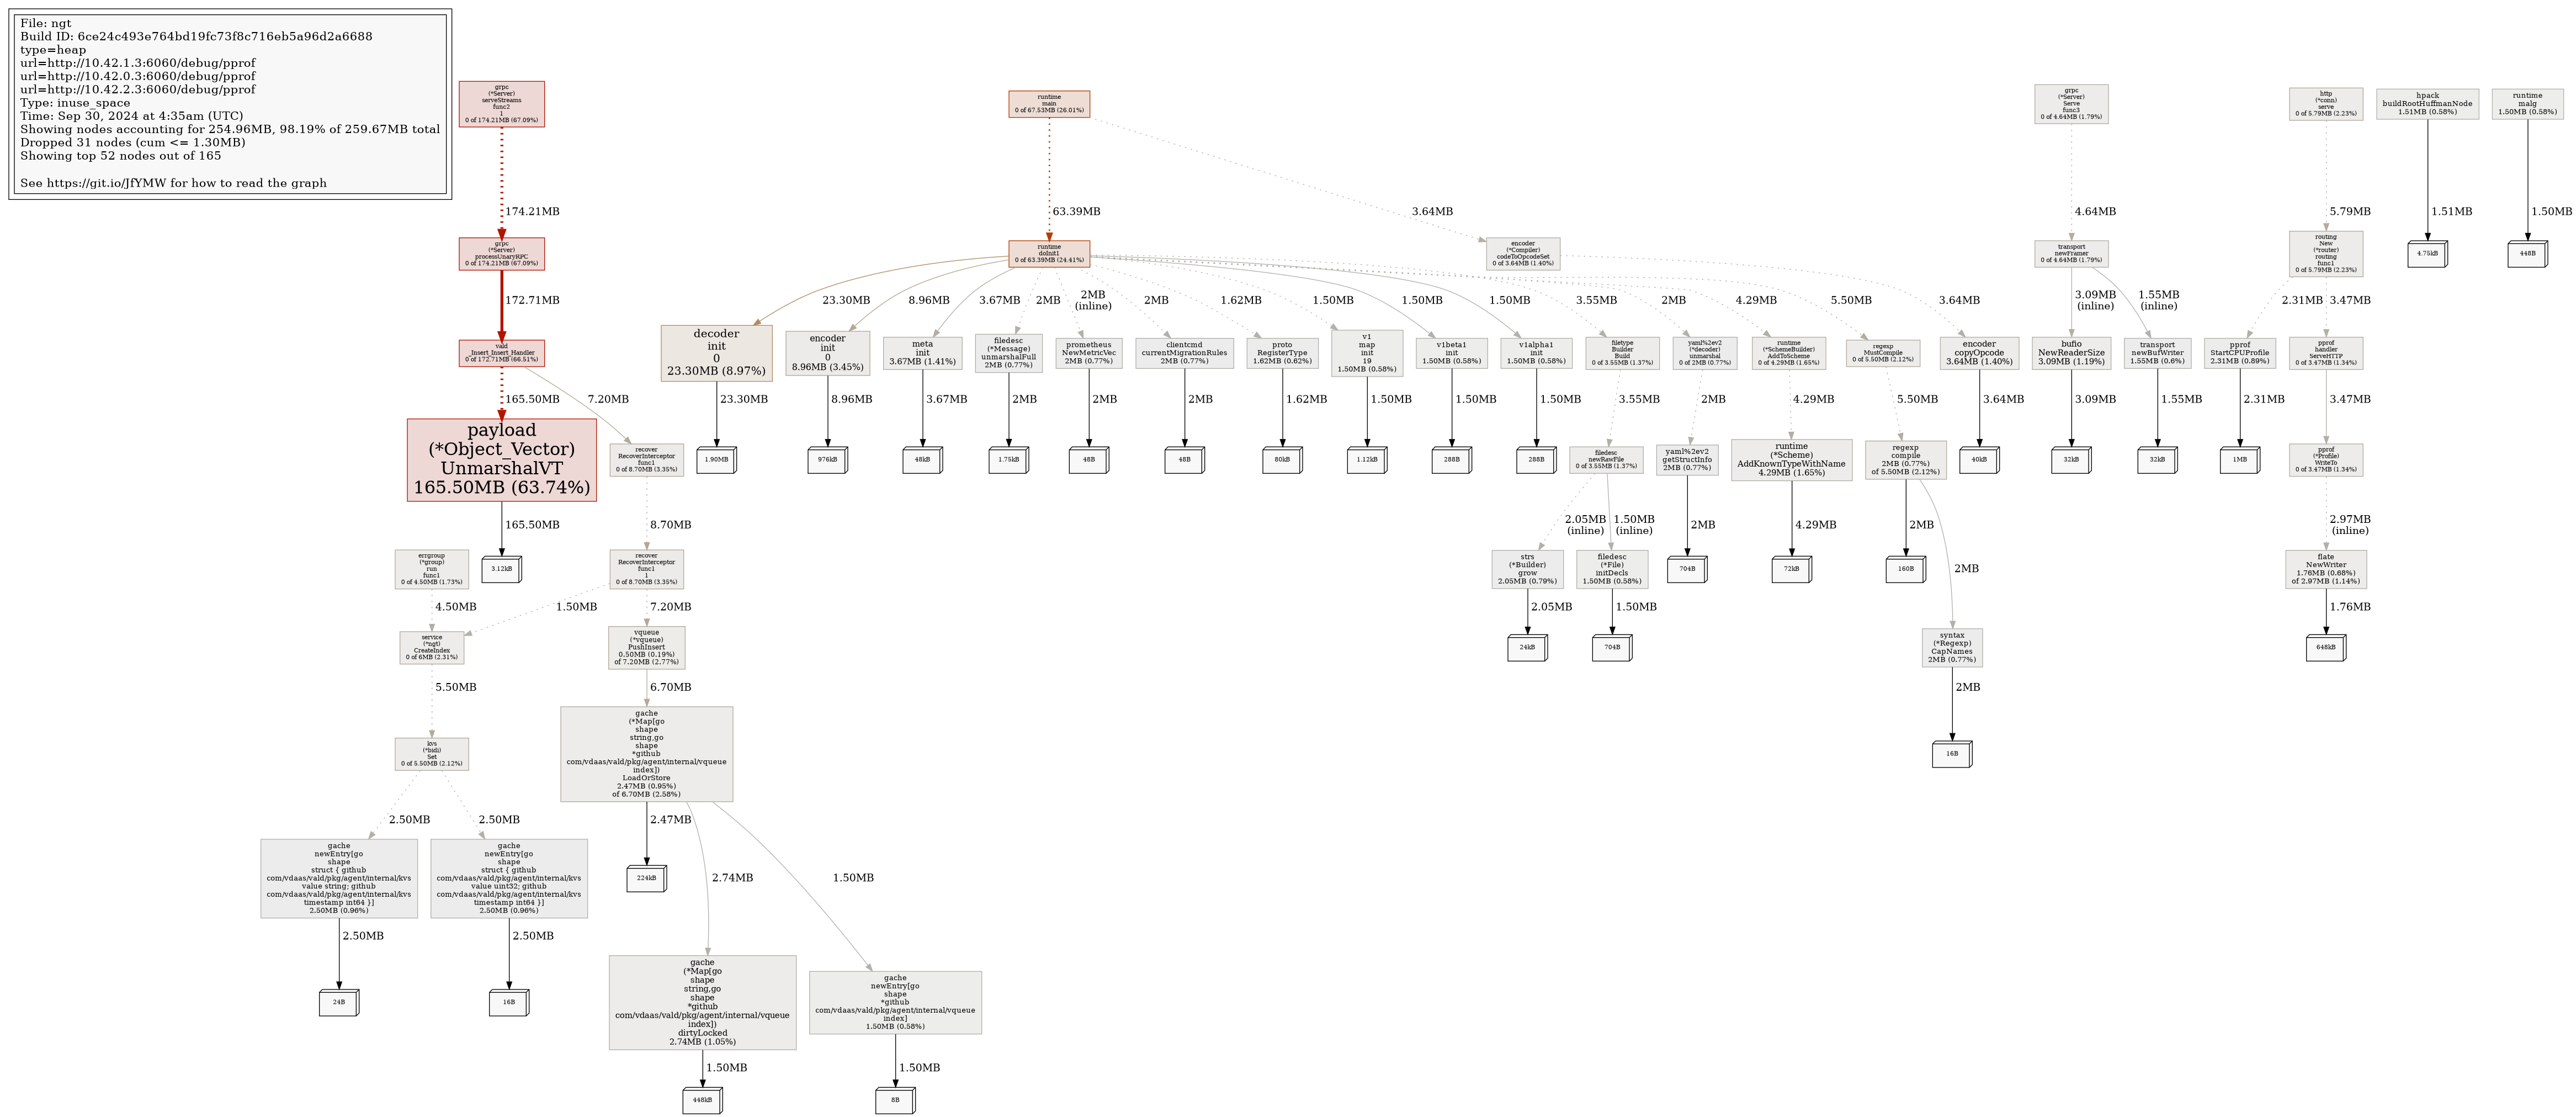 File: ngt
Build ID: 6ce24c493e764bd19fc73f8c716eb5a96d2a6688
type=heap
url=http://10.42.1.3:6060/debug/pprof
url=http://10.42.0.3:6060/debug/pprof
url=http://10.42.2.3:6060/debug/pprof
Type: inuse_space
Time: Sep 30, 2024 at 4:35am (UTC)
Showing nodes accounting for 254.96MB, 98.19% of 259.67MB total
Dropped 31 nodes (cum <= 1.30MB)
Showing top 52 nodes out of 165
See https://git.io/JfYMW for how to read the graph
grpc
(*Server)
serveStreams
func2
1
0 of 174.21MB (67.09%)
runtime
main
0 of 67.53MB (26.01%)
grpc
(*Server)
Serve
func3
0 of 4.64MB (1.79%)
http
(*conn)
serve
0 of 5.79MB (2.23%)
hpack
buildRootHuffmanNode
1.51MB (0.58%)
runtime
malg
1.50MB (0.58%)
174.21MB
63.39MB
3.64MB
4.64MB
5.79MB
1.51MB
1.50MB
grpc
(*Server)
processUnaryRPC
0 of 174.21MB (67.09%)
runtime
doInit1
0 of 63.39MB (24.41%)
encoder
(*Compiler)
codeToOpcodeSet
0 of 3.64MB (1.40%)
transport
newFramer
0 of 4.64MB (1.79%)
routing
New
(*router)
routing
func1
0 of 5.79MB (2.23%)
4.75kB
448B
172.71MB
23.30MB
8.96MB
3.67MB
2MB
2MB
(inline)
2MB
1.62MB
1.50MB
1.50MB
1.50MB
3.55MB
2MB
4.29MB
5.50MB
3.64MB
3.09MB
(inline)
1.55MB
(inline)
2.31MB
3.47MB
vald
_Insert_Insert_Handler
0 of 172.71MB (66.51%)
decoder
init
0
23.30MB (8.97%)
encoder
init
0
8.96MB (3.45%)
meta
init
3.67MB (1.41%)
filedesc
(*Message)
unmarshalFull
2MB (0.77%)
prometheus
NewMetricVec
2MB (0.77%)
clientcmd
currentMigrationRules
2MB (0.77%)
proto
RegisterType
1.62MB (0.62%)
v1
map
init
19
1.50MB (0.58%)
v1beta1
init
1.50MB (0.58%)
v1alpha1
init
1.50MB (0.58%)
filetype
Builder
Build
0 of 3.55MB (1.37%)
yaml%2ev2
(*decoder)
unmarshal
0 of 2MB (0.77%)
runtime
(*SchemeBuilder)
AddToScheme
0 of 4.29MB (1.65%)
regexp
MustCompile
0 of 5.50MB (2.12%)
encoder
copyOpcode
3.64MB (1.40%)
bufio
NewReaderSize
3.09MB (1.19%)
transport
newBufWriter
1.55MB (0.6%)
pprof
StartCPUProfile
2.31MB (0.89%)
pprof
handler
ServeHTTP
0 of 3.47MB (1.34%)
165.50MB
7.20MB
23.30MB
8.96MB
3.67MB
2MB
2MB
2MB
1.62MB
1.50MB
1.50MB
1.50MB
3.55MB
2MB
4.29MB
5.50MB
3.64MB
3.09MB
1.55MB
2.31MB
3.47MB
payload
(*Object_Vector)
UnmarshalVT
165.50MB (63.74%)
recover
RecoverInterceptor
func1
0 of 8.70MB (3.35%)
1.90MB
976kB
48kB
1.75kB
48B
48B
80kB
1.12kB
288B
288B
filedesc
newRawFile
0 of 3.55MB (1.37%)
yaml%2ev2
getStructInfo
2MB (0.77%)
runtime
(*Scheme)
AddKnownTypeWithName
4.29MB (1.65%)
regexp
compile
2MB (0.77%)
of 5.50MB (2.12%)
40kB
32kB
32kB
1MB
pprof
(*Profile)
WriteTo
0 of 3.47MB (1.34%)
165.50MB
8.70MB
2.05MB
(inline)
1.50MB
(inline)
2MB
4.29MB
2MB
2MB
2.97MB
(inline)
errgroup
(*group)
run
func1
0 of 4.50MB (1.73%)
3.12kB
recover
RecoverInterceptor
func1
1
0 of 8.70MB (3.35%)
strs
(*Builder)
grow
2.05MB (0.79%)
filedesc
(*File)
initDecls
1.50MB (0.58%)
704B
72kB
160B
flate
NewWriter
1.76MB (0.68%)
of 2.97MB (1.14%)
4.50MB
1.50MB
7.20MB
2.05MB
1.50MB
1.76MB
service
(*ngt)
CreateIndex
0 of 6MB (2.31%)
vqueue
(*vqueue)
PushInsert
0.50MB (0.19%)
of 7.20MB (2.77%)
24kB
704B
syntax
(*Regexp)
CapNames
2MB (0.77%)
648kB
5.50MB
6.70MB
2MB
kvs
(*bidi)
Set
0 of 5.50MB (2.12%)
gache
(*Map[go
shape
string,go
shape
*github
com/vdaas/vald/pkg/agent/internal/vqueue
index])
LoadOrStore
2.47MB (0.95%)
of 6.70MB (2.58%)
16B
2.50MB
2.50MB
2.47MB
2.74MB
1.50MB
gache
newEntry[go
shape
struct { github
com/vdaas/vald/pkg/agent/internal/kvs
value string; github
com/vdaas/vald/pkg/agent/internal/kvs
timestamp int64 }]
2.50MB (0.96%)
gache
newEntry[go
shape
struct { github
com/vdaas/vald/pkg/agent/internal/kvs
value uint32; github
com/vdaas/vald/pkg/agent/internal/kvs
timestamp int64 }]
2.50MB (0.96%)
224kB
2.50MB
2.50MB
24B
16B
gache
(*Map[go
shape
string,go
shape
*github
com/vdaas/vald/pkg/agent/internal/vqueue
index])
dirtyLocked
2.74MB (1.05%)
gache
newEntry[go
shape
*github
com/vdaas/vald/pkg/agent/internal/vqueue
index]
1.50MB (0.58%)
1.50MB
1.50MB
448kB
8B